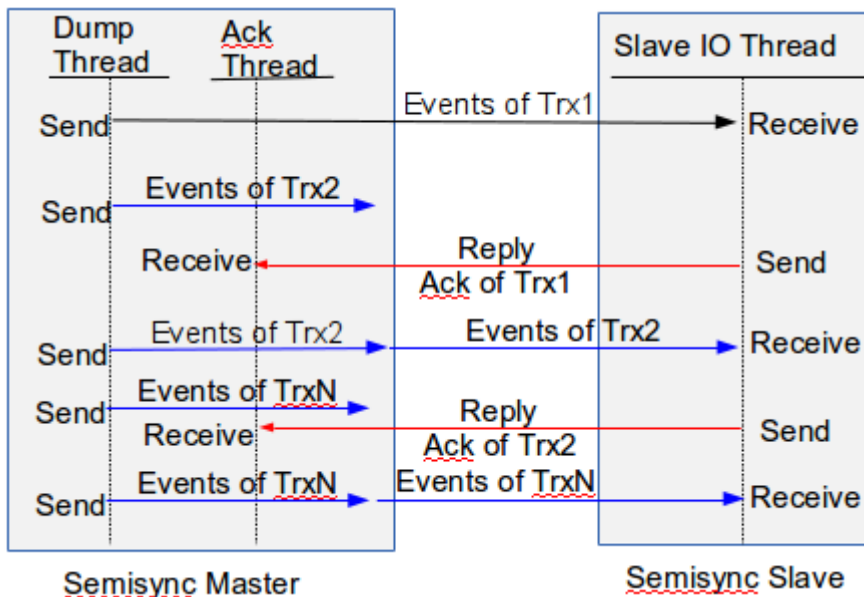 Dump
Thread
Ack
Thread
Slave IO Thread
Events of Trx1
Send
Receive
Events of Trx2
Send
Receive
Reply
Ack of Trx1
Send
Events of Trx2
Events of Trx2
Send
Receive
Events of TrxN
Send
Receive
Reply
Ack of Trx2
Send
Events of TrxN
Events of TrxN
Send
Receive
Semisync Master
Semisync Slave